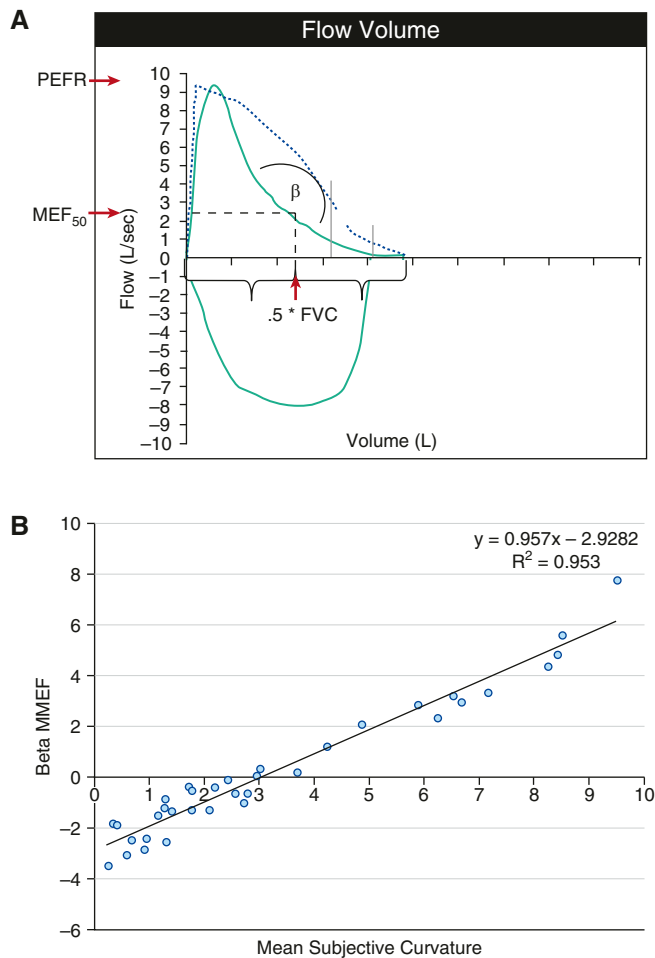 A
Flow Volume
PEFR
MEF50
Flow (L/sec)
10
9
8
7
6
5
4
3
2
1
0
–1
–2
–3
–4
–5
–6
–7
–8
–9
–10
β
.5 * FVC
Volume (L)
B
y = 0.957x – 2.9282
R2 = 0.953
Beta MMEF
10
8
6
4
2
0
–2
–4
–6
0 1 2 3 4 5 6 7 8 9 10
Mean Subjective Curvature